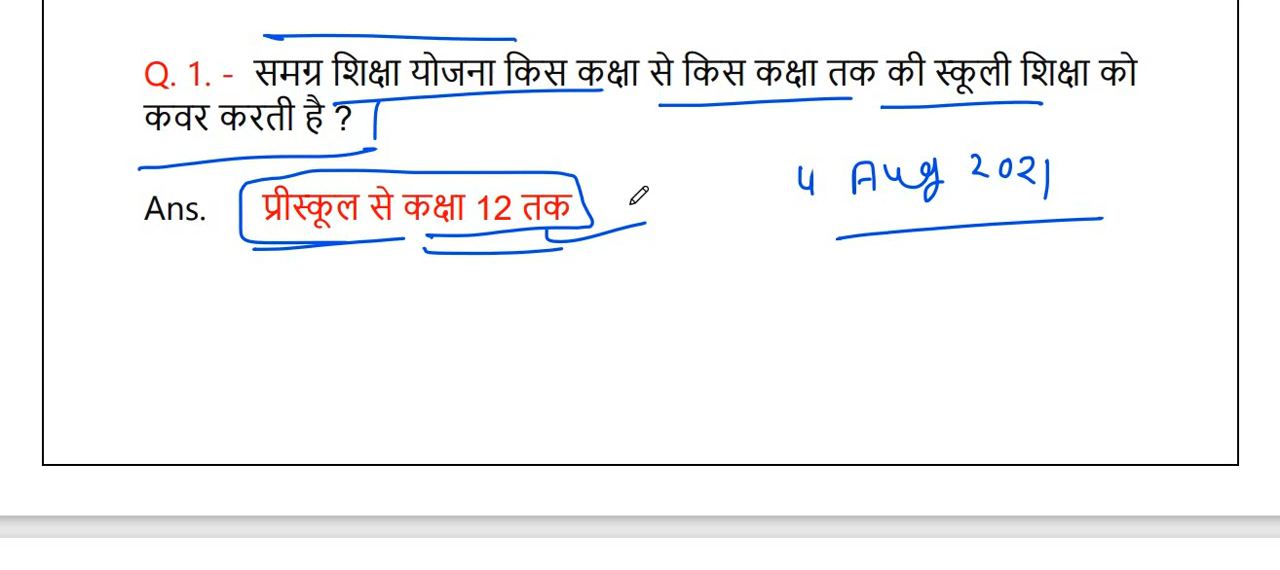 Q. 1. - समग्र शिक्षा योजना किस कक्षा से किस कक्षा तक की स्कूली शिक्षा को
कवर करती है ?
Ans. प्रीस्कूल से कक्षा 12 तक
4 Aug 2021